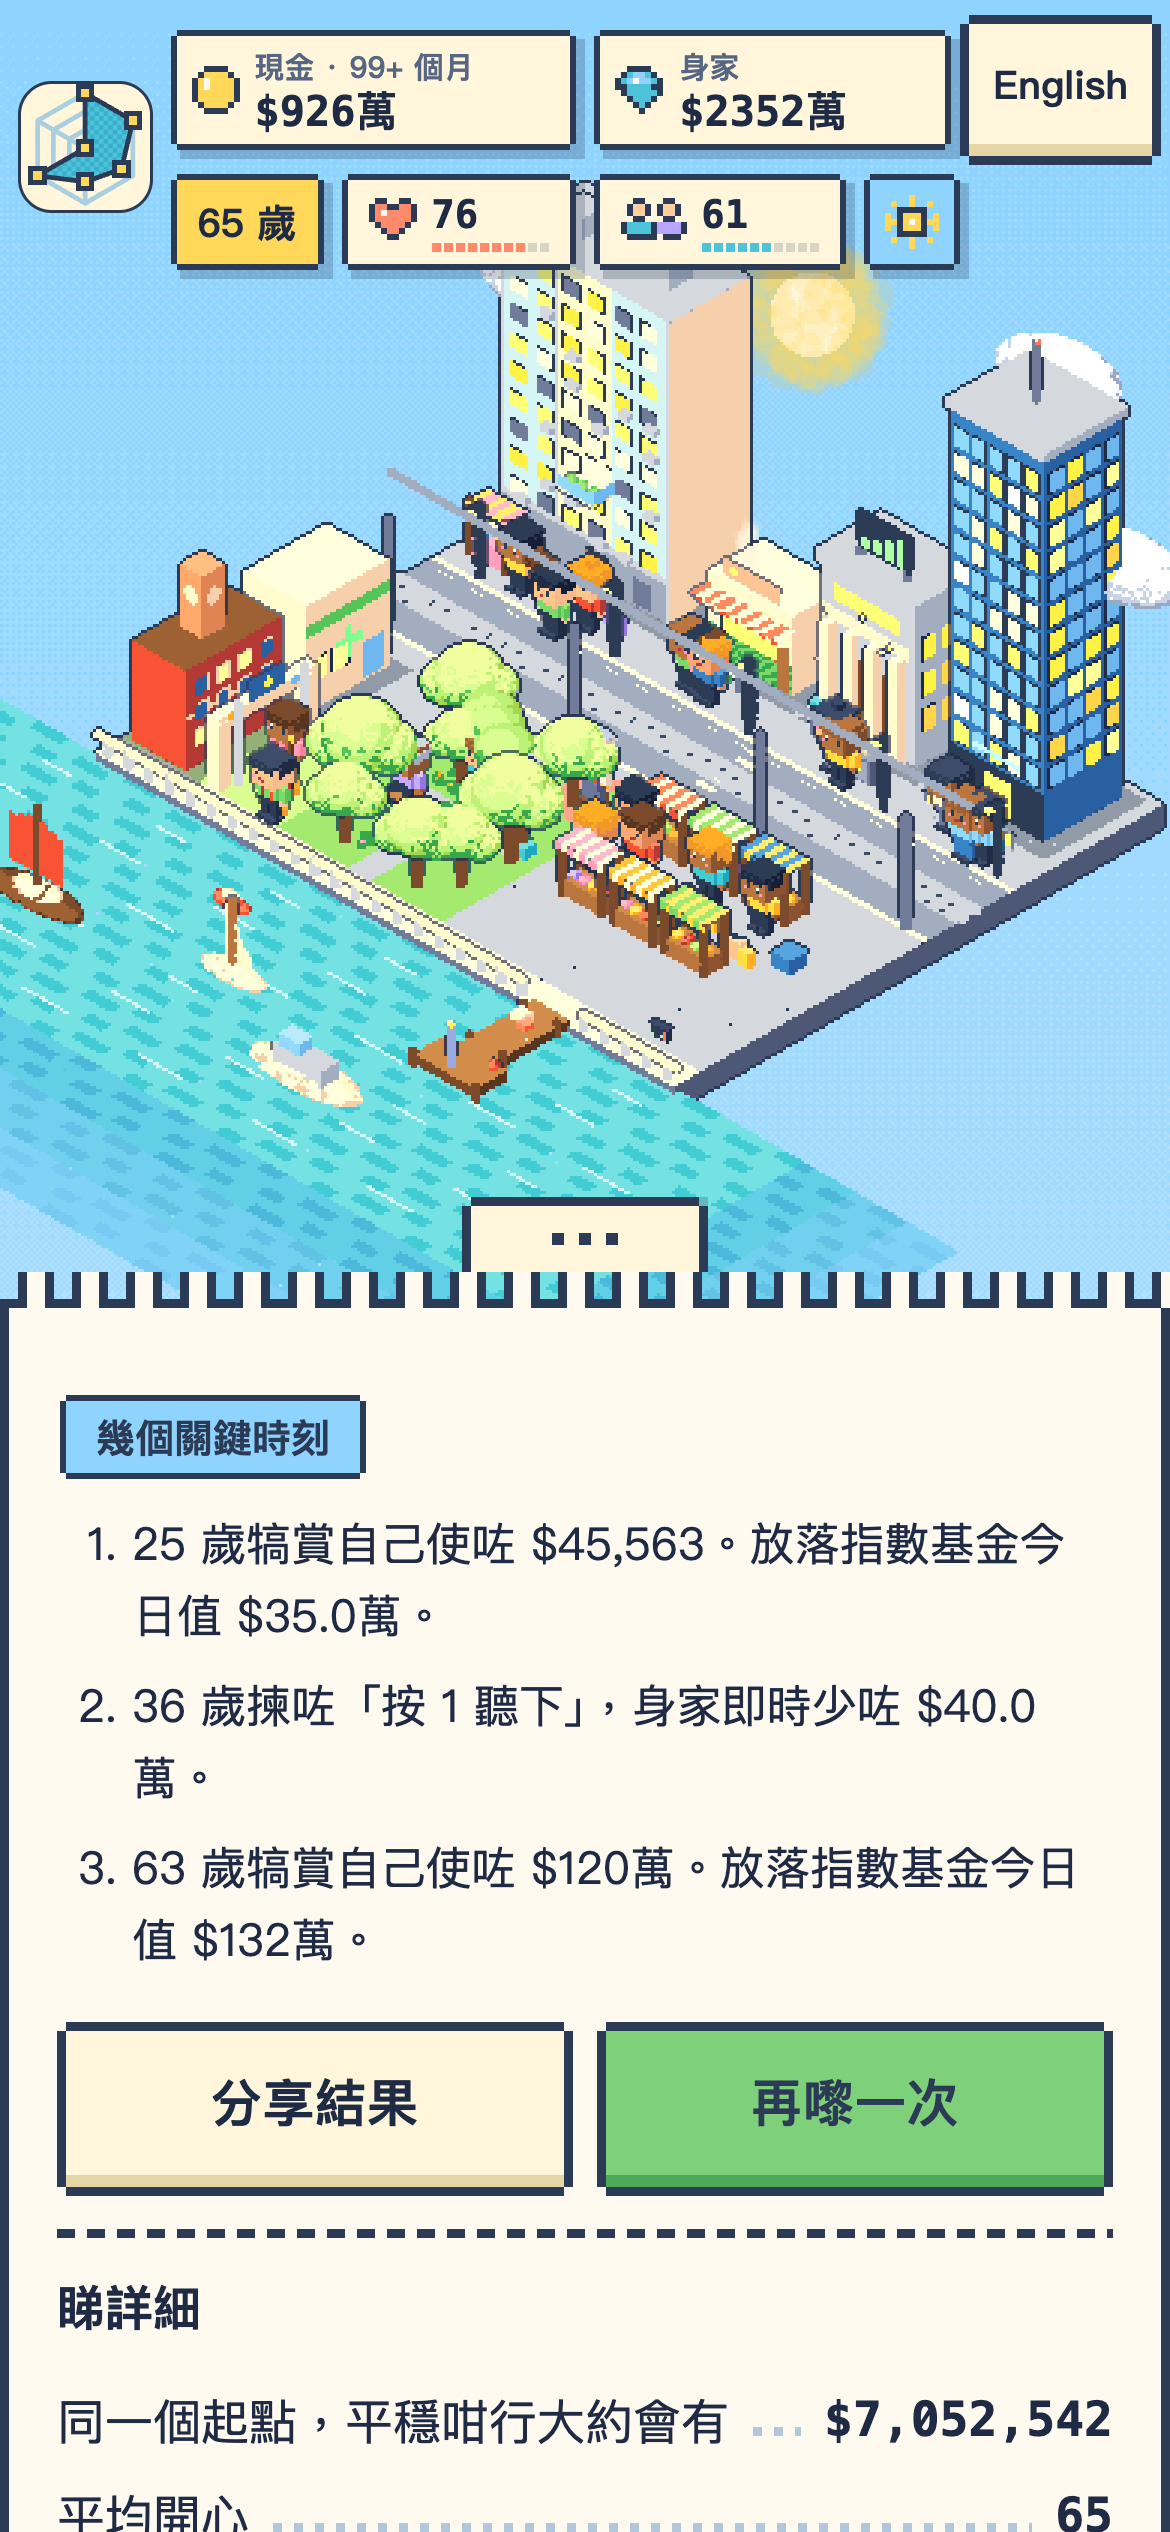 現金 · 99+ 個月
$926萬
身家
$2352萬
English
65 歲
76
61
幾個關鍵時刻
1. 25 歲犒賞自己使咗 $45,563。放落指數基金今
日值 $35.0萬。
2. 36 歲揀咗「按 1 聽下」，身家即時少咗 $40.0
萬。
3. 63 歲犒賞自己使咗 $120萬。放落指數基金今日
值 $132萬。
分享結果
再嚟一次
睇詳細
同一個起點，平穩咁行大約會有 $7,052,542
平均開心 65